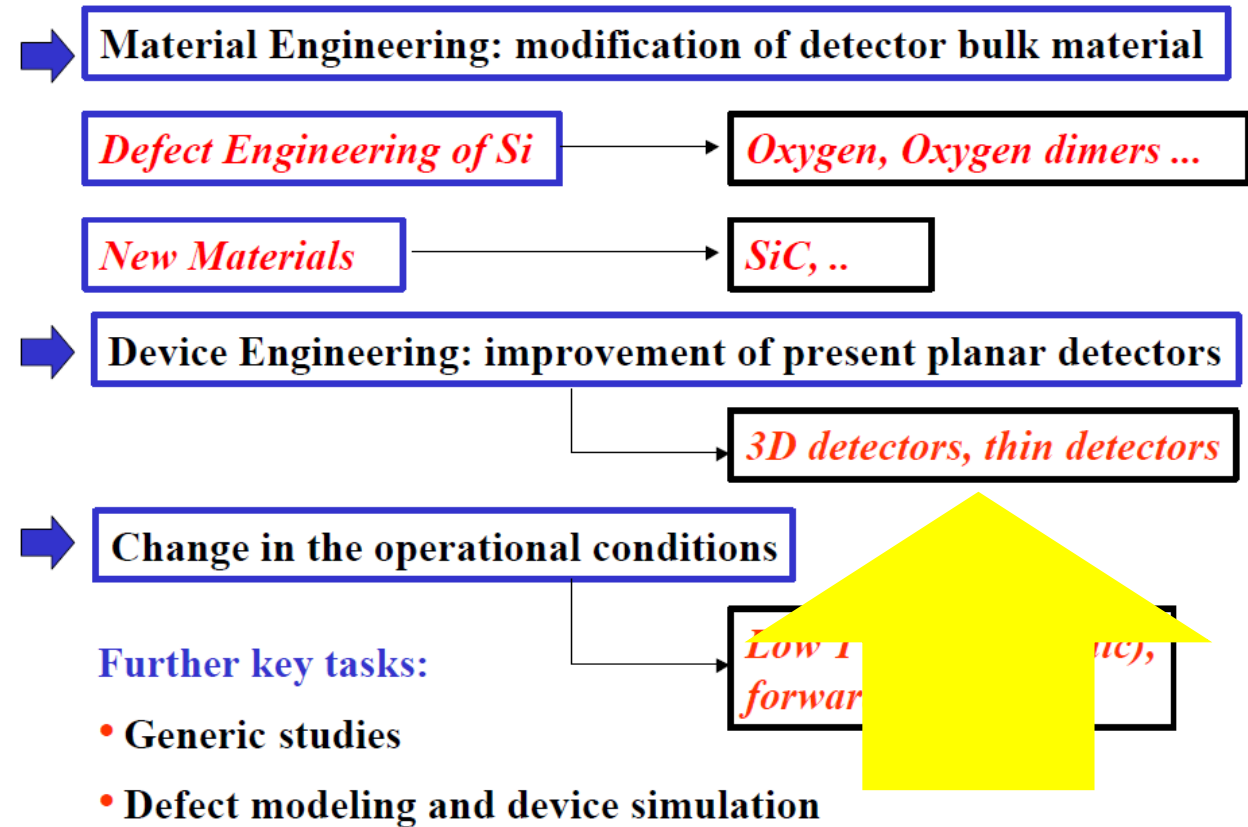 Material Engineering: modification of detector bulk material
Defect Engineering of Si
Oxygen, Oxygen dimers ...
New Materials
SiC, ..
Device Engineering: improvement of present planar detectors
3D detectors, thin detectors
Change in the operational conditions
Low
Further key tasks:
• Generic studies
• Defect modeling and device simulation